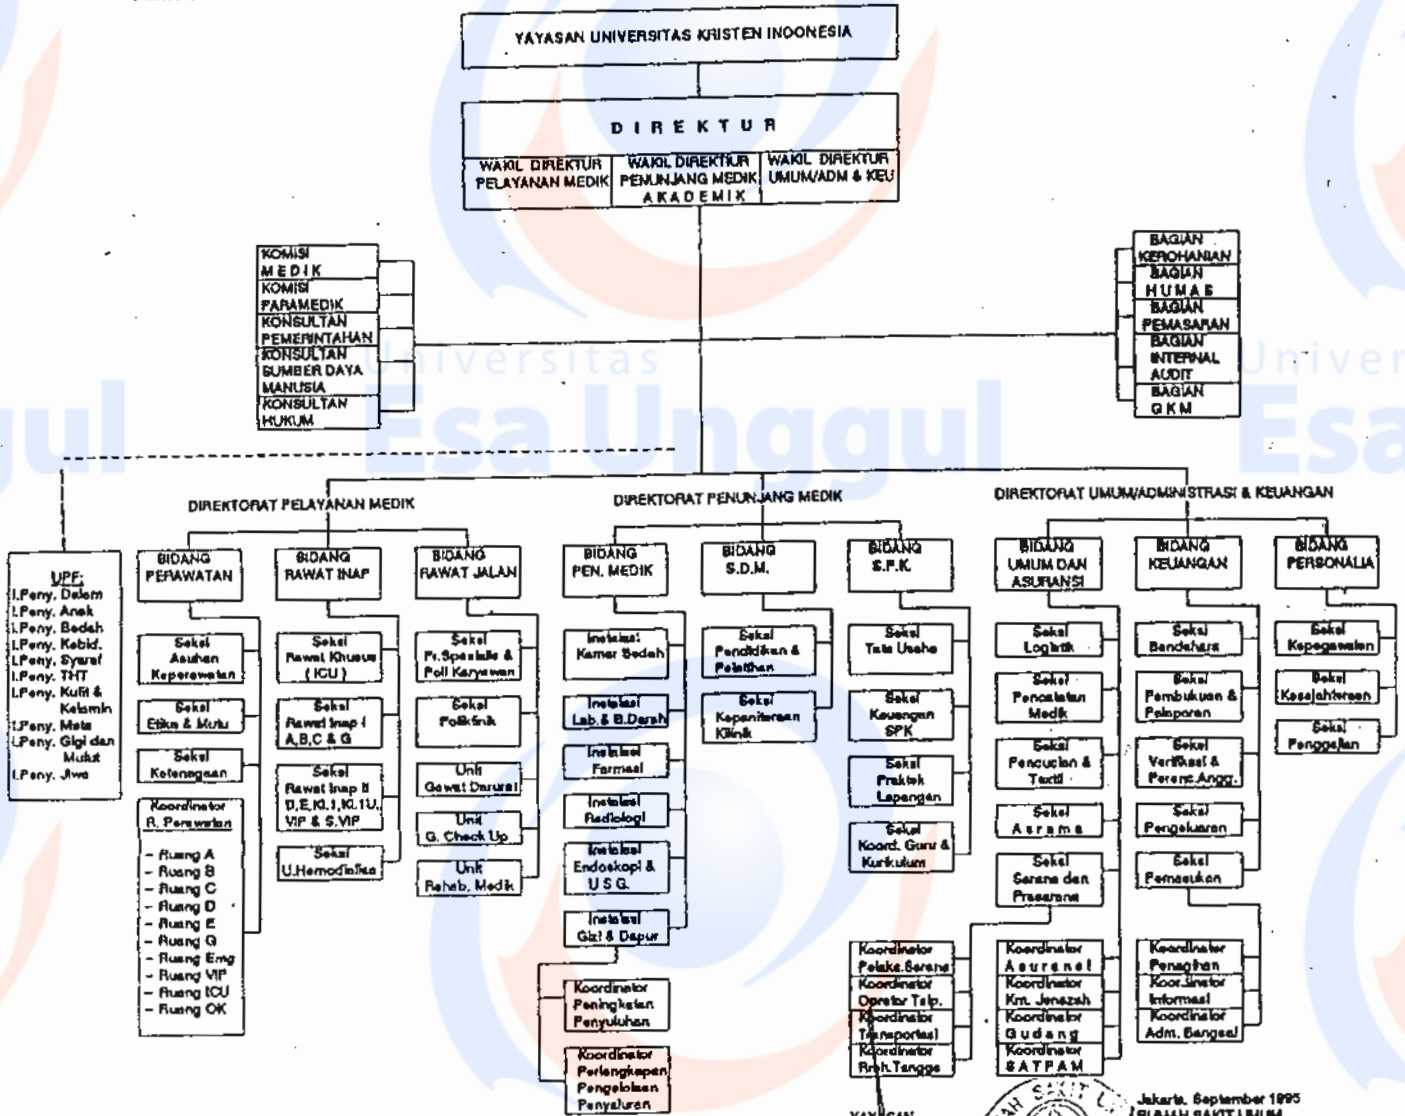 YAYASAN UNIVERSITAS KRISTEN INDONESIA
DIREKTUR
WAKIL DIREKTUR
PELAYANAN MEDIK
WAKIL DIREKTUR
PENUNJANG MEDIK
AKADEMIK
WAKIL DIREKTUR
UMUM/ADM & KEU
KOMISI
MEDIK
KOMISI
PARAMEDIK
KONSULTAN
PEMERINTAHAN
KONSULTAN
SUMBER DAYA
MANUSIA
KONSULTAN
HUKUM
BAGIAN
KEROHANIAN
BAGIAN
HUMAS
BAGIAN
PEMASARAN
BAGIAN
INTERNAL
AUDIT
BAGIAN
GKM
Universitas
Esa Unggul
Univer
Esa
gul
DIREKTORAT PELAYANAN MEDIK
DIREKTORAT PENUNJANG MEDIK
DIREKTORAT UMUM/ADMINISTRASI & KEUANGAN
UPF:
I.Peny. Dalam
I.Peny. Anak
I.Peny. Bedah
I.Peny. Kebid.
I.Peny. Syaraf
I.Peny. THT
I.Peny. Kulit &
Kelamin
I.Peny. Mata
I.Peny. Gigi dan
Mulut
I.Peny. Jiwa
BIDANG
PERAWATAN
Seksi
Asuhan
Keperawatan
Seksi
Etika & Mutu
Seksi
Ketenagaan
Koordinator
R. Perawatan
- Ruang A
- Ruang B
- Ruang C
- Ruang D
- Ruang E
- Ruang G
- Ruang Emg
- Ruang VIP
- Ruang ICU
- Ruang OK
BIDANG
RAWAT INAP
Seksi
Rawat Khusus
( ICU )
Seksi
Rawat Inap I
A,B,C & G
Seksi
Rawat Inap II
D,E,Kl.I,Kl.1U,
VIP & S.VIP
Seksi
U.Hemodialisa
BIDANG
RAWAT JALAN
Seksi
Pr.Spesialis &
Poli Karyawan
Seksi
Poliklinik
Unit
Gawat Darurat
Unit
G. Check Up
Unit
Rehab. Medik
BIDANG
PEN. MEDIK
Instalasi
Kamar Bedah
Instalasi
Lab.& B.Darah
Instalasi
Farmasi
Instalasi
Radiologi
Instalasi
Endoskopi &
U S G.
Instalasi
Gizi & Dapur
Koordinator
Peningkatan
Penyuluhan
Koordinator
Perlengkapan
Pengelolaan
Penyaluran
BIDANG
S.D.M.
Seksi
Pendidikan &
Pelatihan
Seksi
Kepaniteraan
Klinik
BIDANG
S.P.K.
Seksi
Tata Usaha
Seksi
Keuangan
SPK
Seksi
Praktek
Lapangan
Seksi
Koord. Guru &
Kurikulum
Koordinator
Pelaks.Sarana
Koordinator
Opretor Telp.
Koordinator
Transportasi
Koordinator
Rmh.Tangga
BIDANG
UMUM DAN
ASURANSI
Seksi
Logistik
Seksi
Pencatatan
Medik
Seksi
Pencucian &
Textil
Seksi
Asrama
Seksi
Sarana dan
Prasarana
Koordinator
Asuransi
Koordinator
Km. Jenazah
Koordinator
Gudang
Koordinator
SATPAM
BIDANG
KEUANGAN
Seksi
Bendahara
Seksi
Pembukuan &
Pelaporan
Seksi
Verifikasi &
Perenc.Angg.
Seksi
Pengeluaran
Seksi
Pemasukan
Koordinator
Penagihan
Koordinator
Informasi
Koordinator
Adm. Bangsal
BIDANG
PERSONALIA
Seksi
Kepegawaian
Seksi
Kesejahteraan
Seksi
Penggajian
YAYASAN
AH SAKIT U
Jakarta, September 1995
RUMAH SAKIT UMUM